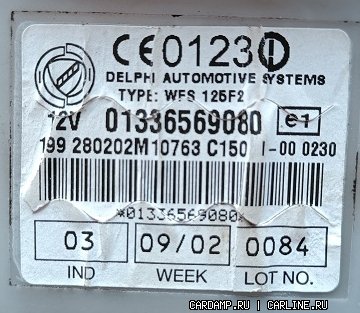 CE0123
DELPHI AUTOMOTIVE SYSTEMS
TYPE: WFS 125F2
12V 01336569080 e1
199 280202M10763 C150 I-00 0230
*01336569080*
03 09/02 0084
IND WEEK LOT NO.
CARDAMP.RU | CARLINE.RU